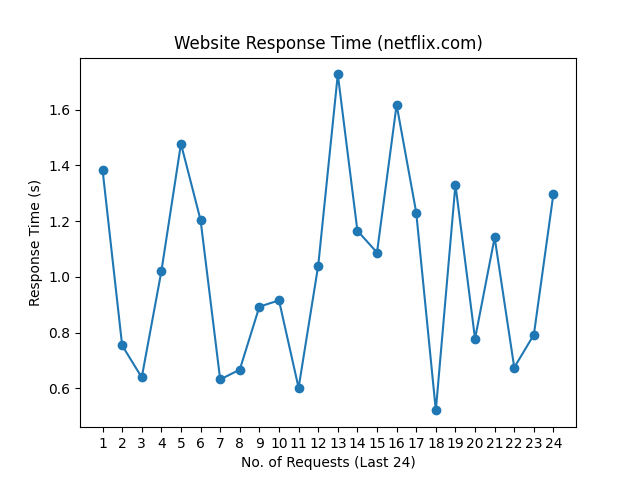 Website Response Time (netflix.com)
Response Time (s)
1.6
1.4
1.2
1.0
0.8
0.6
1 2 3 4 5 6 7 8 9 10 11 12 13 14 15 16 17 18 19 20 21 22 23 24
No. of Requests (Last 24)